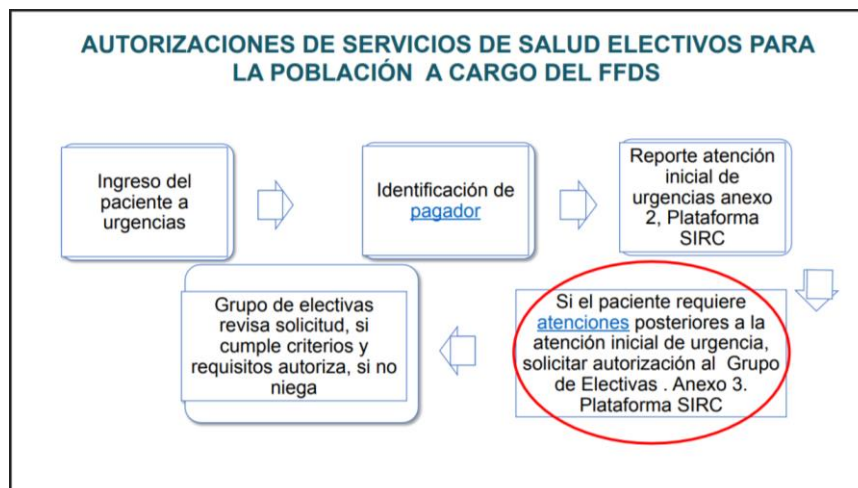 AUTORIZACIONES DE SERVICIOS DE SALUD ELECTIVOS PARA
LA POBLACIÓN A CARGO DEL FFDS
Ingreso del
paciente a
urgencias
Identificación de
pagador
Reporte atención
inicial de
urgencias anexo
2, Plataforma
SIRC
Si el paciente requiere
atenciones posteriores a la
atención inicial de urgencia,
solicitar autorización al Grupo
de Electivas . Anexo 3.
Plataforma SIRC
Grupo de electivas
revisa solicitud, si
cumple criterios y
requisitos autoriza, si no
niega